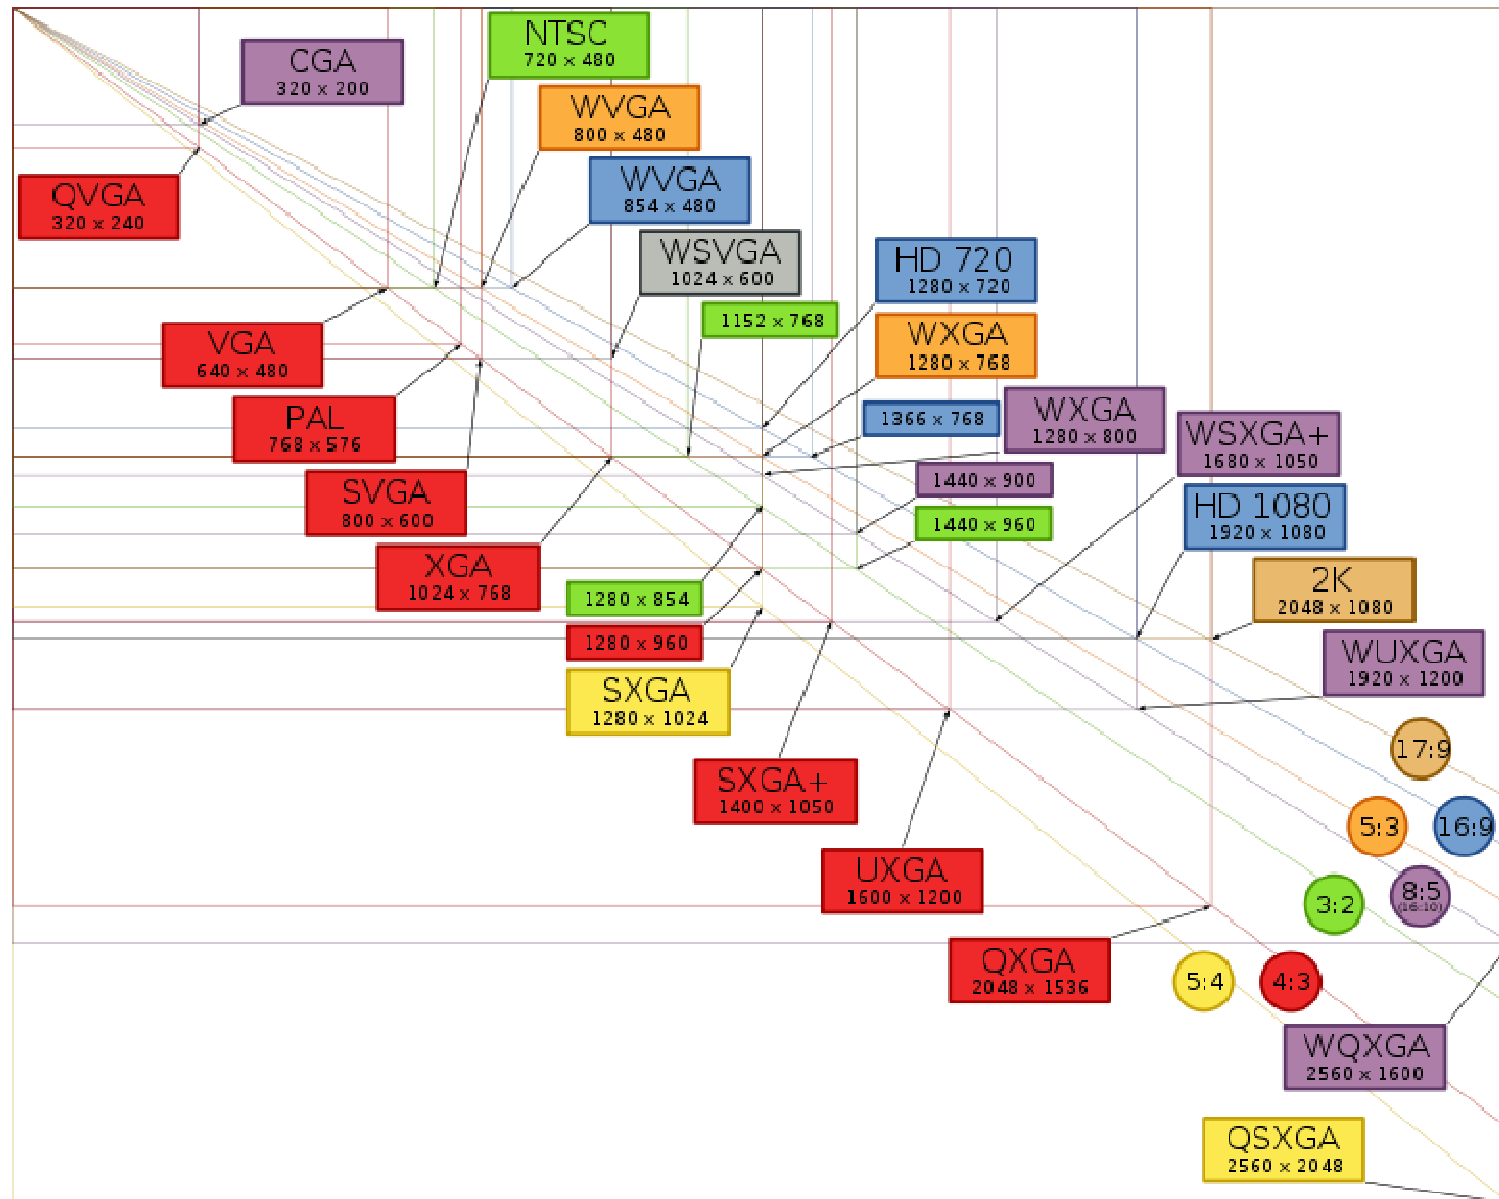 NTSC
720 x 480
CGA
320 x 200
WVGA
800 x 480
WVGA
854 x 480
QVGA
320 x 240
WSVGA
1024 x 600
HD 720
1280 x 720
1152 x 768
WXGA
1280 x 768
VGA
640 x 480
PAL
768 x 576
1366 x 768
WXGA
1280 x 800
WSXGA+
1680 x 1050
SVGA
800 x 600
1440 x 900
HD 1080
1920 x 1080
1440 x 960
XGA
1024 x 768
1280 x 854
2K
2048 x 1080
1280 x 960
WUXGA
1920 x 1200
SXGA
1280 x 1024
17:9
SXGA+
1400 x 1050
5:3
16:9
UXGA
1600 x 1200
3:2
8:5
(16:10)
QXGA
2048 x 1536
5:4
4:3
WQXGA
2560 x 1600
QSXGA
2560 x 2048